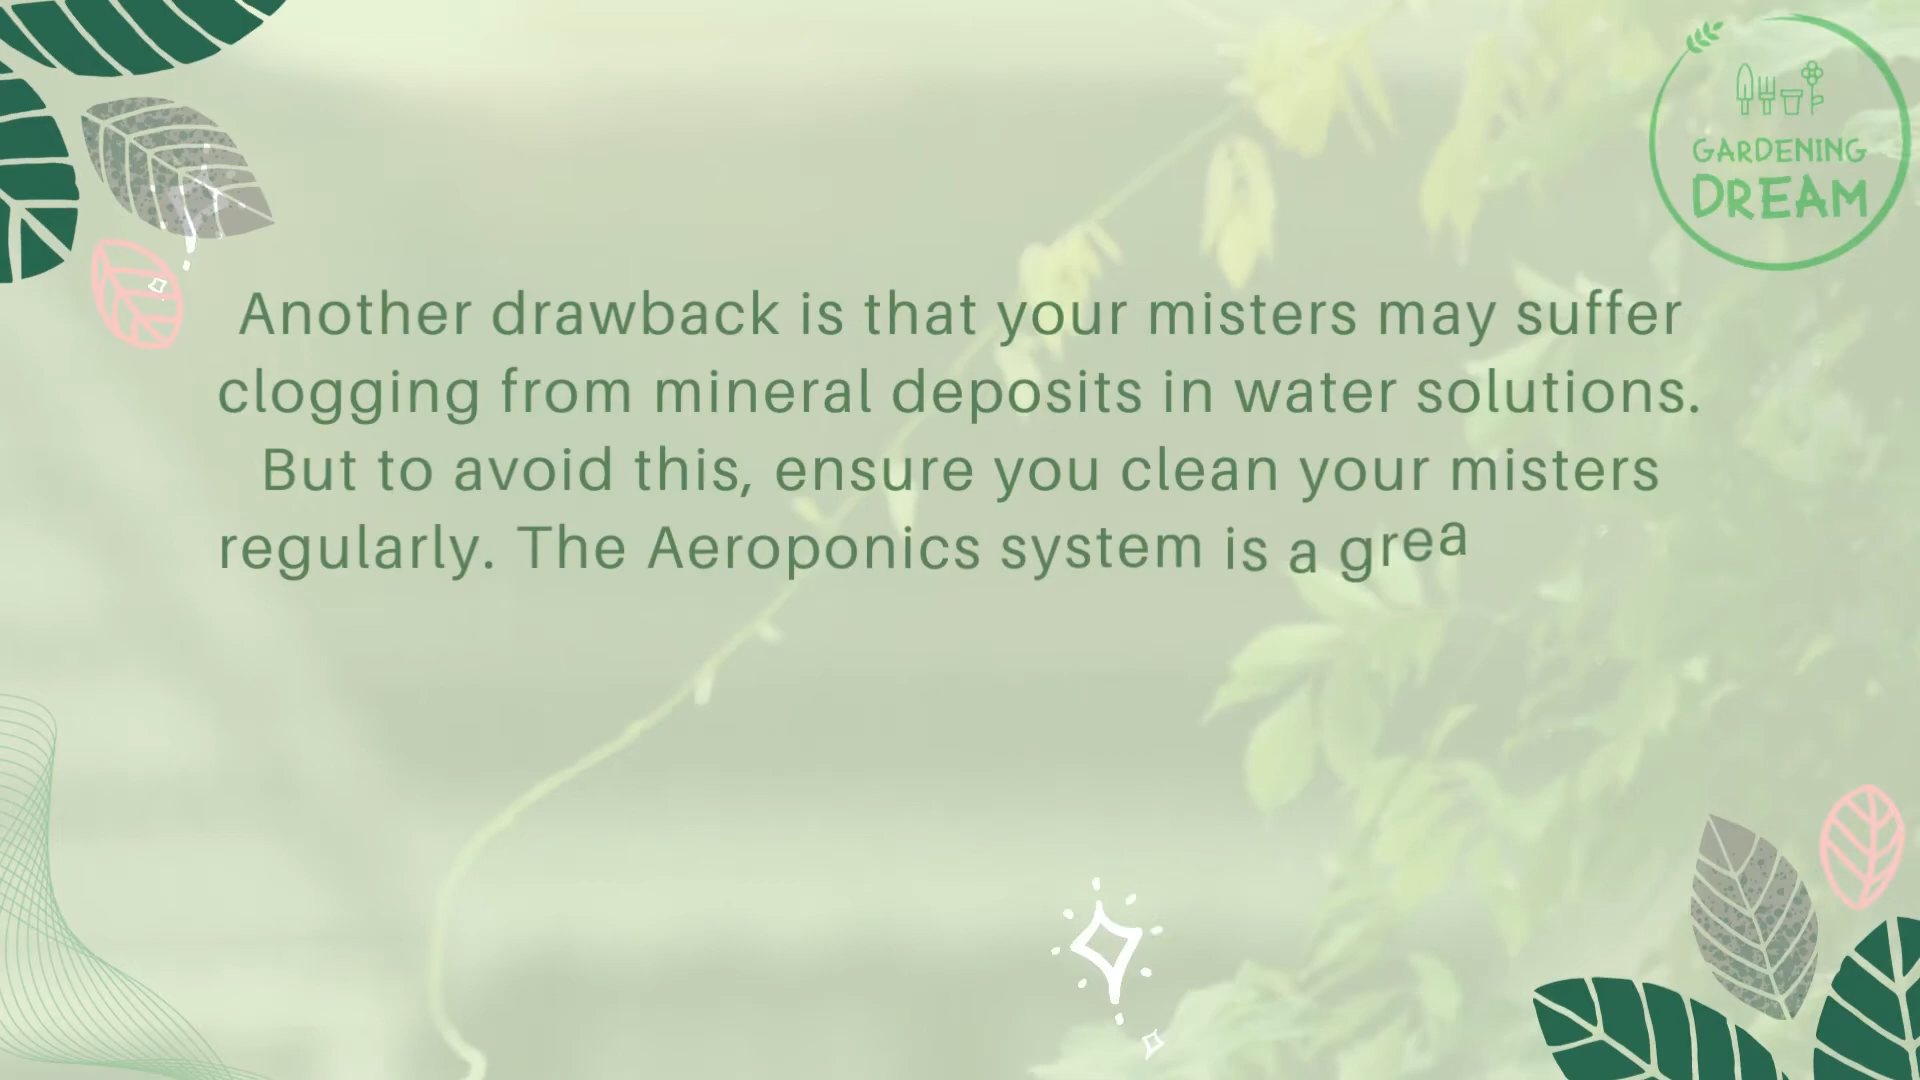 GARDENING
DREAM
Another drawback is that your misters may suffer
clogging from mineral deposits in water solutions.
But to avoid this, ensure you clean your misters
regularly. The Aeroponics system is a grea